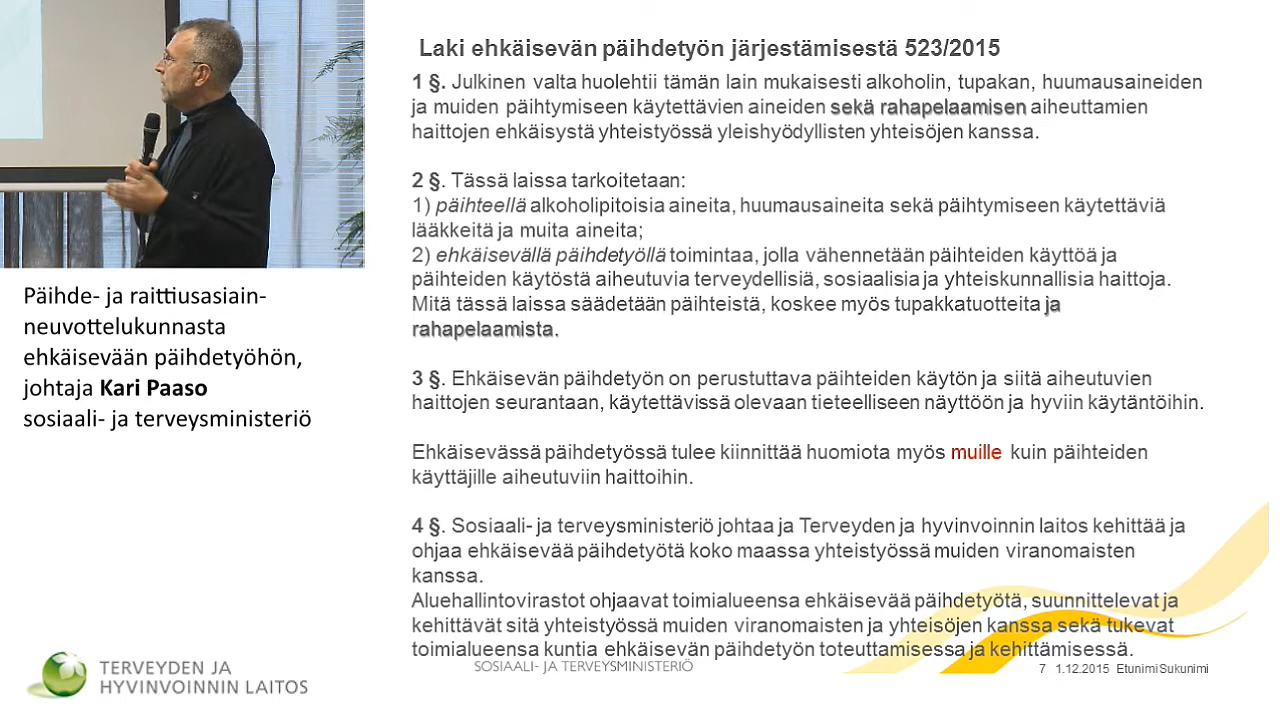 Laki ehkäisevän päihdetyön järjestämisestä 523/2015
1 §. Julkinen valta huolehtii tämän lain mukaisesti alkoholin, tupakan, huumausaineiden
ja muiden päihtymiseen käytettävien aineiden sekä rahapelaamisen aiheuttamien
haittojen ehkäisystä yhteistyössä yleishyödyllisten yhteisöjen kanssa.
2 §. Tässä laissa tarkoitetaan:
1) päihteellä alkoholipitoisia aineita, huumausaineita sekä päihtymiseen käytettäviä
lääkkeitä ja muita aineita;
2) ehkäisevällä päihdetyöllä toimintaa, jolla vähennetään päihteiden käyttöä ja
päihteiden käytöstä aiheutuvia terveydellisiä, sosiaalisia ja yhteiskunnallisia haittoja.
Mitä tässä laissa säädetään päihteistä, koskee myös tupakkatuotteita ja
rahapelaamista.
3 §. Ehkäisevän päihdetyön on perustuttava päihteiden käytön ja siitä aiheutuvien
haittojen seurantaan, käytettävissä olevaan tieteelliseen näyttöön ja hyviin käytäntöihin.
Ehkäisevässä päihdetyössä tulee kiinnittää huomiota myös muille kuin päihteiden
käyttäjille aiheutuviin haittoihin.
4 §. Sosiaali- ja terveysministeriö johtaa ja Terveyden ja hyvinvoinnin laitos kehittää ja
ohjaa ehkäisevää päihdetyötä koko maassa yhteistyössä muiden viranomaisten
kanssa.
Aluehallintovirastot ohjaavat toimialueensa ehkäisevää päihdetyötä, suunnittelevat ja
kehittävät sitä yhteistyössä muiden viranomaisten ja yhteisöjen kanssa sekä tukevat
toimialueensa kuntia ehkäisevän päihdetyön toteuttamisessa ja kehittämisessä.
SOSIAALI- JA TERVEYSMINISTERIÖ
7 1.12.2015 Etunimi Sukunimi
Päihde- ja raittiusasiain-
neuvottelukunnasta
ehkäisevään päihdetyöhön,
johtaja Kari Paaso
sosiaali- ja terveysministeriö
TERVEYDEN JA
HYVINVOINNIN LAITOS